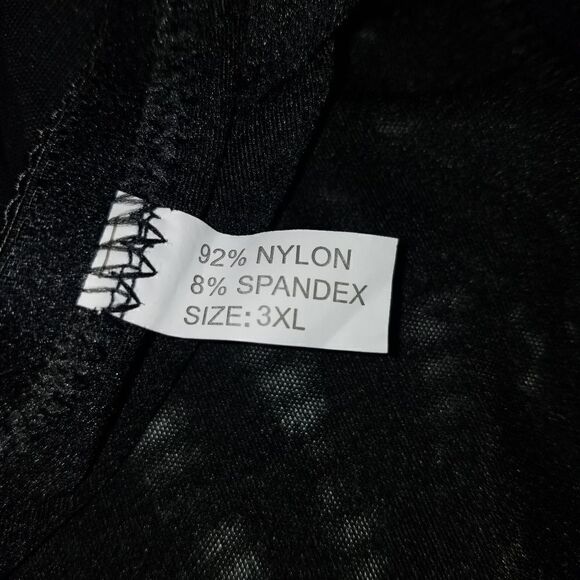 92% NYLON
8% SPANDEX
SIZE: 3XL